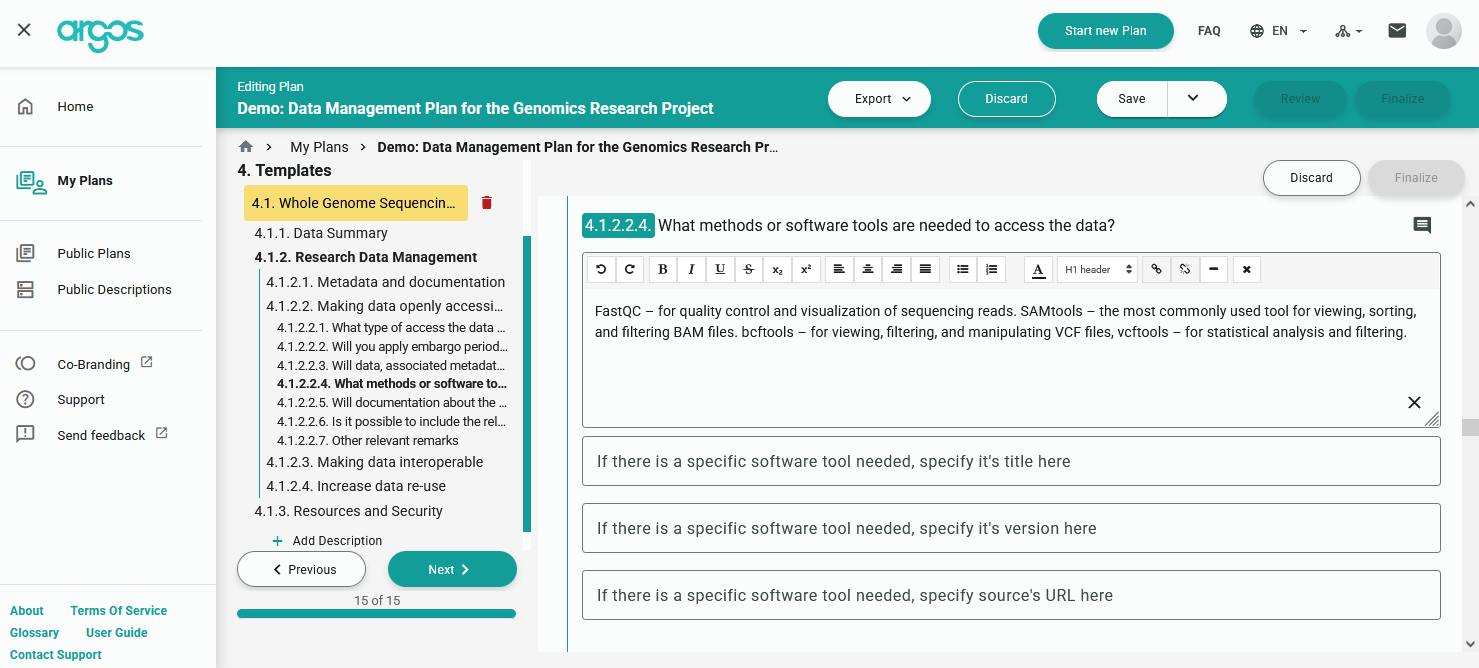 argos
Start new Plan
FAQ
EN
Editing Plan
Demo: Data Management Plan for the Genomics Research Project
Export
Discard
Save
Review
Finalize
Home
My Plans
Public Plans
Public Descriptions
Co-Branding
Support
Send feedback
About Terms Of Service
Glossary User Guide
Contact Support
My Plans Demo: Data Management Plan for the Genomics Research Pr...
4. Templates
4.1. Whole Genome Sequencin...
4.1.1. Data Summary
4.1.2. Research Data Management
4.1.2.1. Metadata and documentation
4.1.2.2. Making data openly accessi...
4.1.2.2.1. What type of access the data ...
4.1.2.2.2. Will you apply embargo period...
4.1.2.2.3. Will data, associated metadat...
4.1.2.2.4. What methods or software to...
4.1.2.2.5. Will documentation about the ...
4.1.2.2.6. Is it possible to include the rel...
4.1.2.2.7. Other relevant remarks
4.1.2.3. Making data interoperable
4.1.2.4. Increase data re-use
4.1.3. Resources and Security
+ Add Description
Previous
Next
15 of 15
Discard
Finalize
4.1.2.2.4. What methods or software tools are needed to access the data?
B I U S x₂ x² A H1 header
FastQC – for quality control and visualization of sequencing reads. SAMtools – the most commonly used tool for viewing, sorting,
and filtering BAM files. bcftools – for viewing, filtering, and manipulating VCF files, vcftools – for statistical analysis and filtering.
If there is a specific software tool needed, specify it's title here
If there is a specific software tool needed, specify it's version here
If there is a specific software tool needed, specify source's URL here